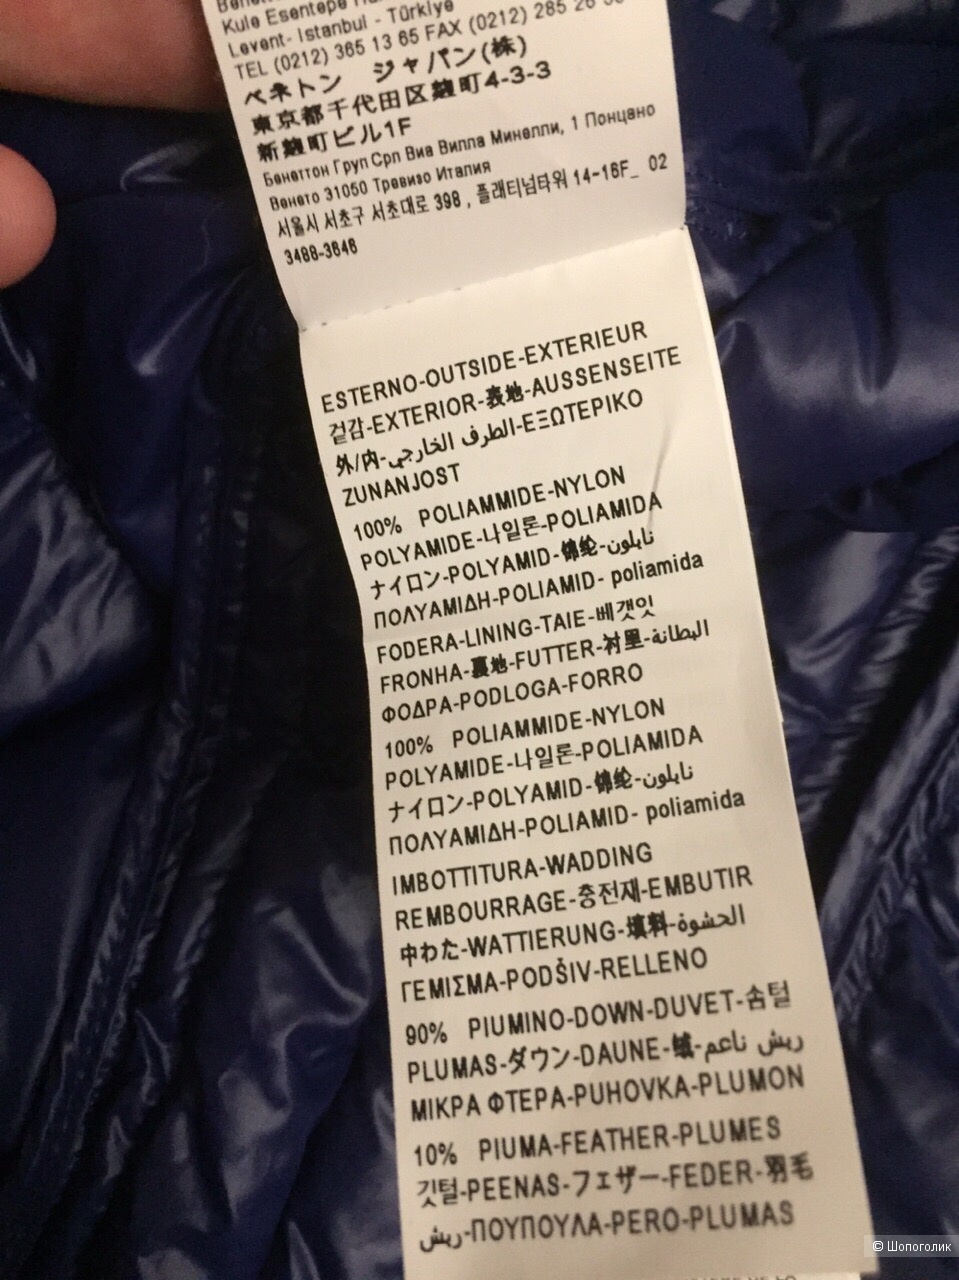 Kule Esentepe
Levent- Istanbul - Türkiye
TEL (0212) 365 13 65 FAX (0212) 285 26
ベネトン ジャパン(株)
東京都千代田区麹町4-3-3
新麹町ビル1F
Бенеттон Груп Срл Виа Вилла Минелли, 1 Понцано
Венето 31050 Тревизо Италия
서울시 서초구 서초대로 398 , 플래티넘타워 14-16F_ 02
3488-3646
ESTERNO-OUTSIDE-EXTERIEUR
겉감-EXTERIOR-表地-AUSSENSEITE
外/内-الطرف الخارجي-ΕΞΩΤΕΡΙΚΟ
ZUNANJOST
100% POLIAMMIDE-NYLON
POLYAMIDE-나일론-POLIAMIDA
ナイロン-POLYAMID-锦纶-نايلون
ΠΟΛΥΑΜΙΔΗ-POLIAMID- poliamida
FODERA-LINING-TAIE-베갯잇
FRONHA-裏地-FUTTER-衬里-البطانة
ΦΟΔΡΑ-PODLOGA-FORRO
100% POLIAMMIDE-NYLON
POLYAMIDE-나일론-POLIAMIDA
ナイロン-POLYAMID-锦纶-نايلون
ΠΟΛΥΑΜΙΔΗ-POLIAMID- poliamida
IMBOTTITURA-WADDING
REMBOURRAGE-충전재-EMBUTIR
中わた-WATTIERUNG-填料-الحشوة
ΓΕΜΙΣΜΑ-PODŠIV-RELLENO
90% PIUMINO-DOWN-DUVET-솜털
PLUMAS-ダウン-DAUNE-绒-ريش ناعم
ΜΙΚΡΑ ΦΤΕΡΑ-PUHOVKA-PLUMON
10% PIUMA-FEATHER-PLUMES
깃털-PEENAS-フェザー-FEDER-羽毛
ريش-ΠΟΥΠΟΥΛΑ-PERO-PLUMAS
© Шопоголик